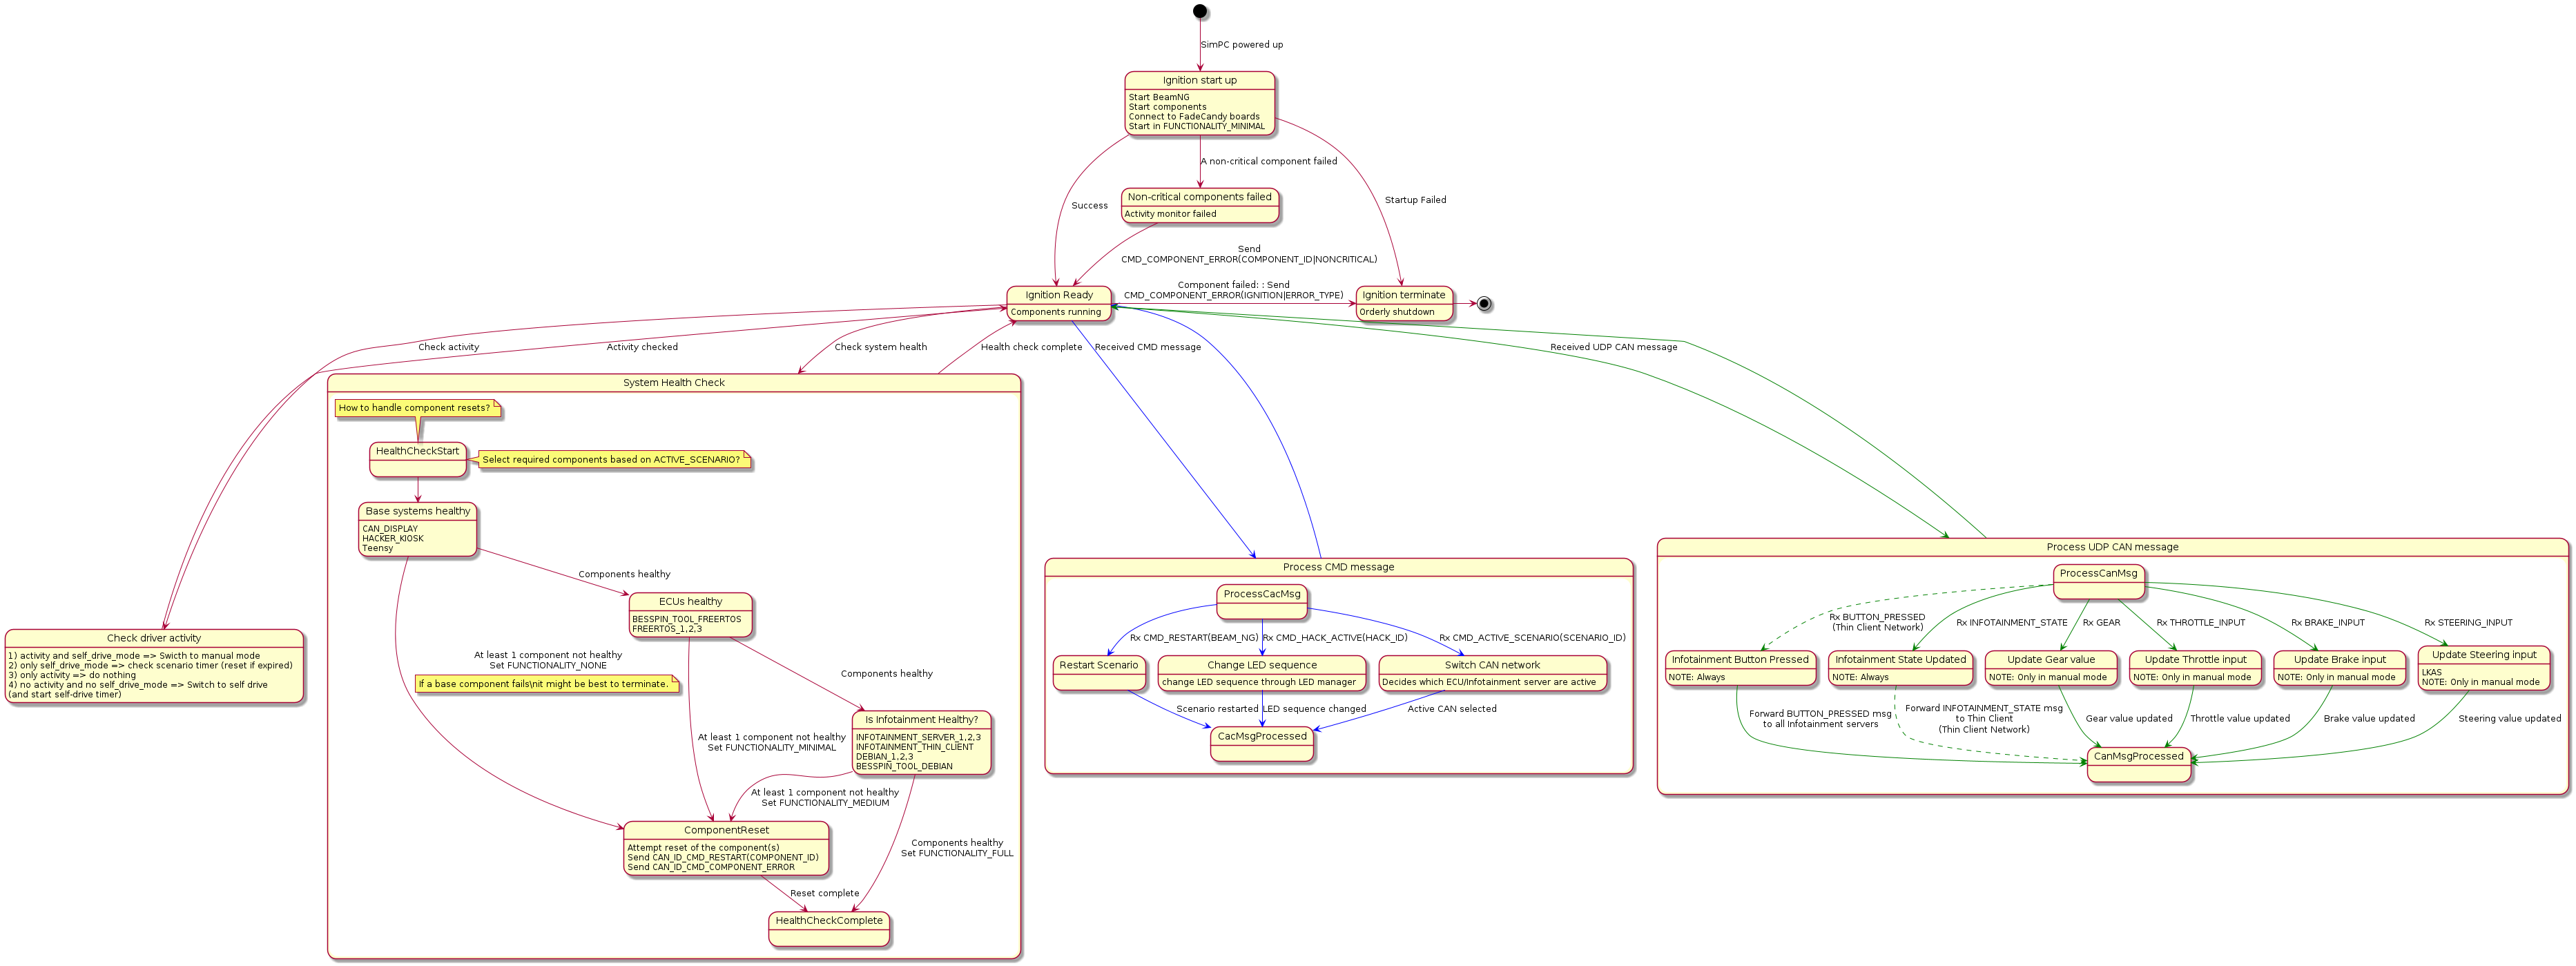 SimPC powered up
Ignition start up
Start BeamNG
Start components
Connect to FadeCandy boards
Start in FUNCTIONALITY_MINIMAL
A non-critical component failed
Success
Non-critical components failed
Activity monitor failed
Startup Failed
Send
CMD_COMPONENT_ERROR(COMPONENT_ID|NONCRITICAL)
Ignition Ready
Components running
Component failed: : Send
CMD_COMPONENT_ERROR(IGNITION|ERROR_TYPE)
Ignition terminate
Orderly shutdown
Check activity
Activity checked
Check system health
Health check complete
Received CMD message
Received UDP CAN message
Check driver activity
1) activity and self_drive_mode => Swicth to manual mode
2) only self_drive_mode => check scenario timer (reset if expired)
3) only activity => do nothing
4) no activity and no self_drive_mode => Switch to self drive
(and start self-drive timer)
System Health Check
How to handle component resets?
HealthCheckStart
Select required components based on ACTIVE_SCENARIO?
Base systems healthy
CAN_DISPLAY
HACKER_KIOSK
Teensy
Components healthy
ECUs healthy
BESSPIN_TOOL_FREERTOS
FREERTOS_1,2,3
At least 1 component not healthy
Set FUNCTIONALITY_NONE
If a base component fails\nit might be best to terminate.
Components healthy
Is Infotainment Healthy?
INFOTAINMENT_SERVER_1,2,3
INFOTAINMENT_THIN_CLIENT
DEBIAN_1,2,3
BESSPIN_TOOL_DEBIAN
At least 1 component not healthy
Set FUNCTIONALITY_MINIMAL
At least 1 component not healthy
Set FUNCTIONALITY_MEDIUM
ComponentReset
Attempt reset of the component(s)
Send CAN_ID_CMD_RESTART(COMPONENT_ID)
Send CAN_ID_CMD_COMPONENT_ERROR
Components healthy
Set FUNCTIONALITY_FULL
Reset complete
HealthCheckComplete
Process CMD message
ProcessCacMsg
Rx CMD_RESTART(BEAM_NG)
Rx CMD_HACK_ACTIVE(HACK_ID)
Rx CMD_ACTIVE_SCENARIO(SCENARIO_ID)
Restart Scenario
Change LED sequence
change LED sequence through LED manager
Switch CAN network
Decides which ECU/Infotainment server are active
Scenario restarted
LED sequence changed
Active CAN selected
CacMsgProcessed
Process UDP CAN message
ProcessCanMsg
Rx BUTTON_PRESSED
(Thin Client Network)
Rx INFOTAINMENT_STATE
Rx GEAR
Rx THROTTLE_INPUT
Rx BRAKE_INPUT
Rx STEERING_INPUT
Infotainment Button Pressed
NOTE: Always
Infotainment State Updated
NOTE: Always
Update Gear value
NOTE: Only in manual mode
Update Throttle input
NOTE: Only in manual mode
Update Brake input
NOTE: Only in manual mode
Update Steering input
LKAS
NOTE: Only in manual mode
Forward BUTTON_PRESSED msg
to all Infotainment servers
Forward INFOTAINMENT_STATE msg
to Thin Client
(Thin Client Network)
Gear value updated
Throttle value updated
Brake value updated
Steering value updated
CanMsgProcessed